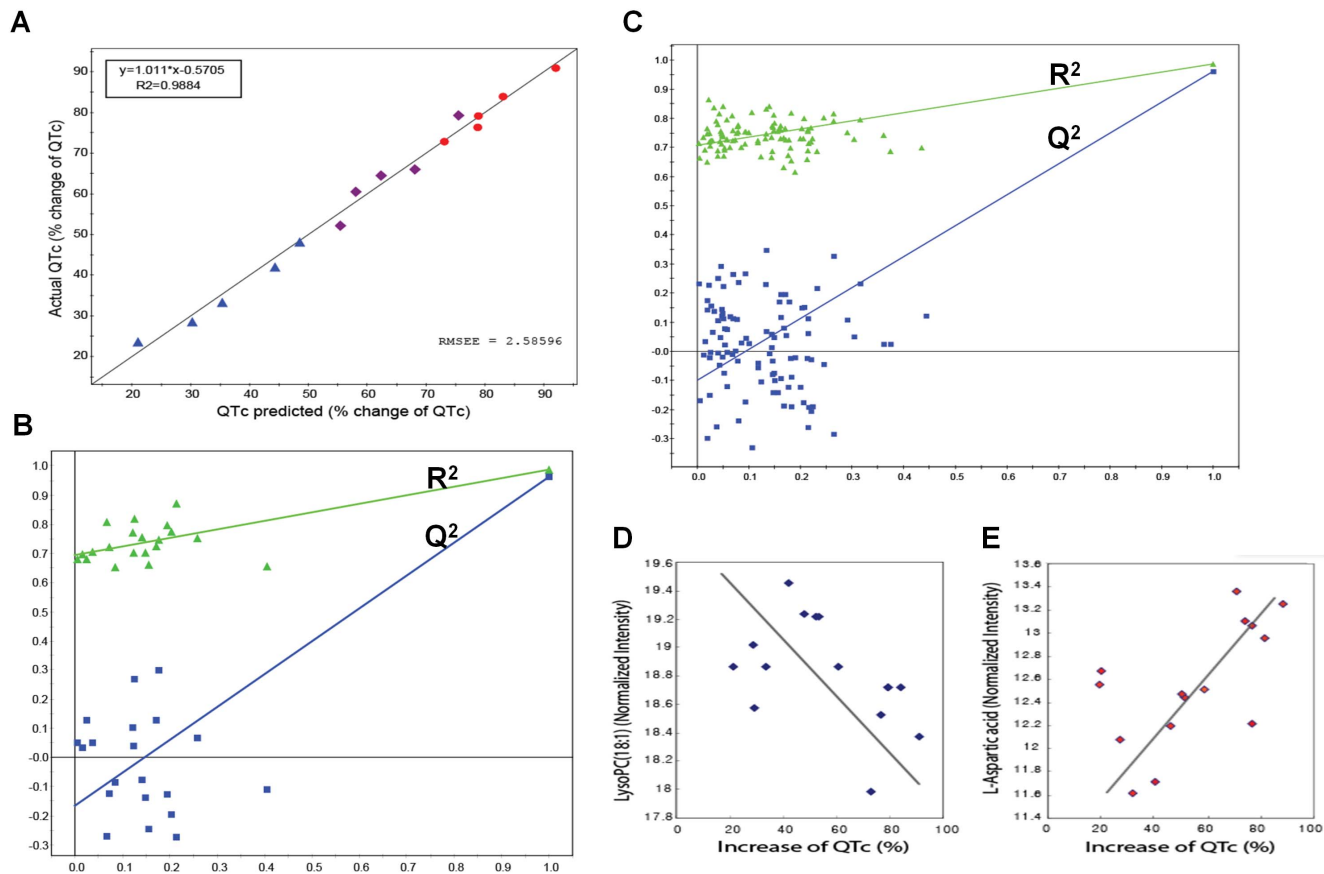 A
y=1.011*x-0.5705
R2=0.9884
Actual QTc (% change of QTc)
90
80
70
60
50
40
30
20
RMSEE = 2.58596
20 30 40 50 60 70 80 90
QTc predicted (% change of QTc)
B
R2
Q2
1.0
0.9
0.8
0.7
0.6
0.5
0.4
0.3
0.2
0.1
-0.0
-0.1
-0.2
-0.3
0.0 0.1 0.2 0.3 0.4 0.5 0.6 0.7 0.8 0.9 1.0
C
R2
Q2
1.0
0.9
0.8
0.7
0.6
0.5
0.4
0.3
0.2
0.1
-0.0
-0.1
-0.2
-0.3
0.0 0.1 0.2 0.3 0.4 0.5 0.6 0.7 0.8 0.9 1.0
D
LysoPC(18:1) (Normalized Intensity)
19.6
19.4
19.2
19
18.8
18.6
18.4
18.2
18
17.8
0 20 40 60 80 100
Increase of QTc (%)
E
L-Aspartic acid (Normalized Intensity)
13.6
13.4
13.2
13
12.8
12.6
12.4
12.2
12
11.8
11.6
11.4
0 20 40 60 80 100
Increase of QTc (%)